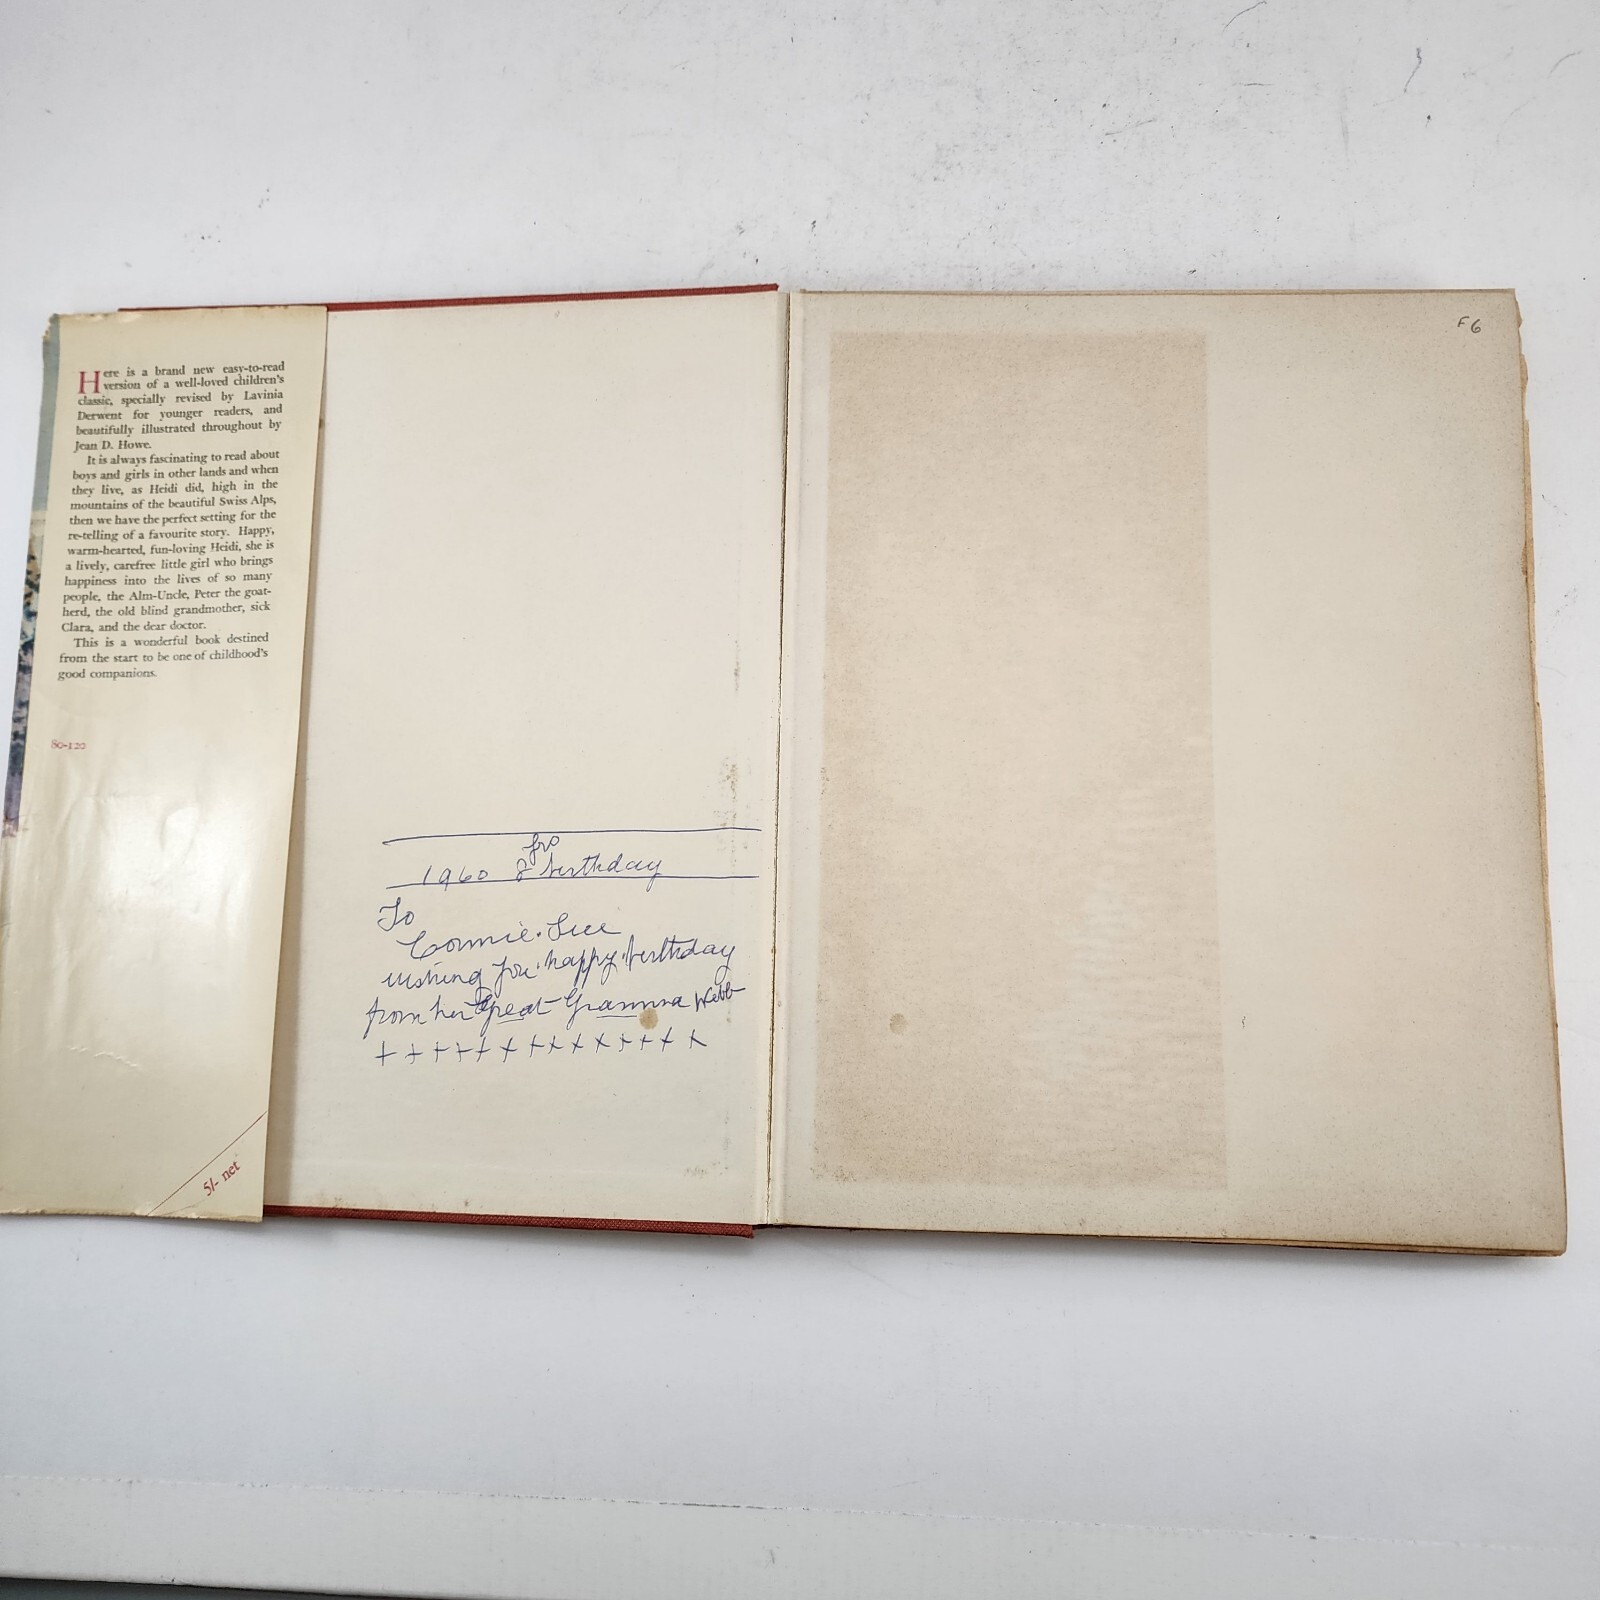 Here is a brand new easy-to-read
version of a well-loved children's
classic, specially revised by Lavinia
Derwent for younger readers, and
beautifully illustrated throughout by
Jean D. Howe.
It is always fascinating to read about
boys and girls in other lands and when
they live, as Heidi did, high in the
mountains of the beautiful Swiss Alps,
then we have the perfect setting for the
re-telling of a favourite story. Happy,
warm-hearted, fun-loving Heidi, she is
a lively, carefree little girl who brings
happiness into the lives of so many
people, the Alm-Uncle, Peter the goat-
herd, the old blind grandmother, sick
Clara, and the dear doctor.
This is a wonderful book destined
from the start to be one of childhood's
good companions.
80-120
5/- net
1960 8 birthday
To
Connie. Sue
wishing you. happy. birthday
from her Great Gramma Webb
+ + + + + + + + + + + + + +
F6